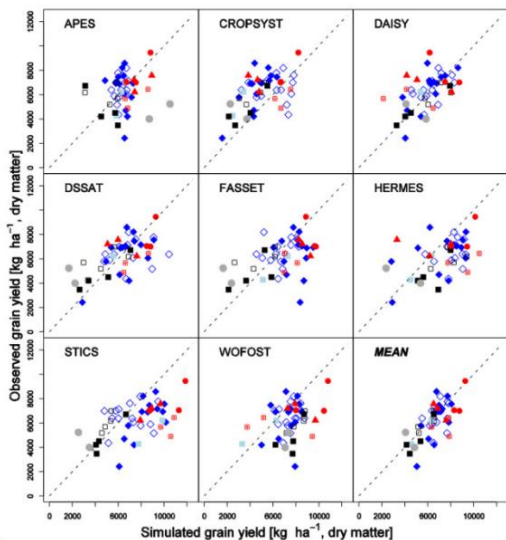 APES
CROPSYST
DAISY
0 2000 4000 6000 8000 12000
DSSAT
FASSET
HERMES
0 2000 4000 6000 8000 12000
STICS
WOFOST
MEAN
0 2000 4000 6000 8000 12000
2000 6000 10000
2000 6000 10000
2000 6000 10000
Observed grain yield [kg ha⁻¹, dry matter]
Simulated grain yield [kg ha⁻¹, dry matter]